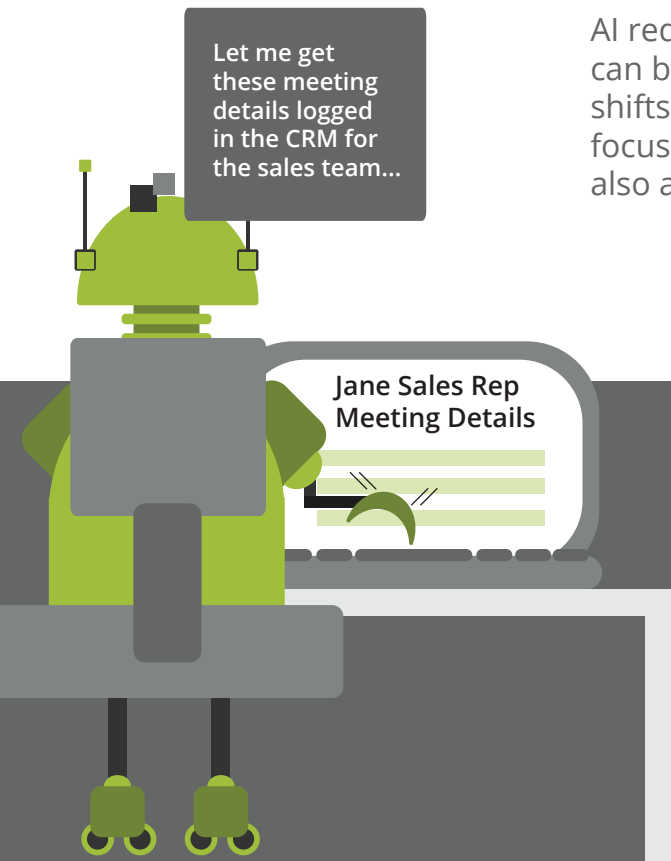 Let me get
these meeting
details logged
in the CRM for
the sales team...
AI
can
shifts
focus
also
Jane Sales Rep
Meeting Details